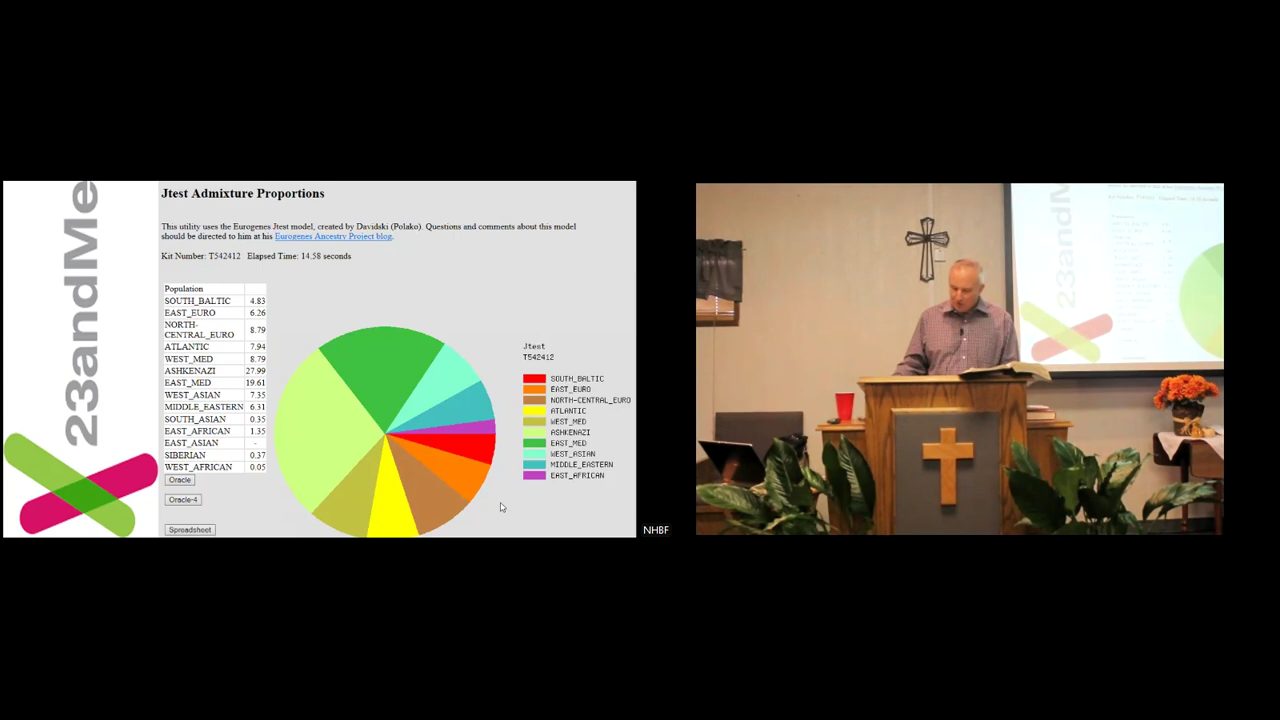 23andMe
Jtest Admixture Proportions
This utility uses the Eurogenes Jtest model, created by Davidski (Polako). Questions and comments about this model
should be directed to him at his Eurogenes Ancestry Project blog.
Kit Number: T542412 Elapsed Time: 14.58 seconds
Population
SOUTH_BALTIC 4.83
EAST_EURO 6.26
NORTH-
CENTRAL_EURO 8.79
ATLANTIC 7.94
WEST_MED 8.79
ASHKENAZI 27.99
EAST_MED 19.61
WEST_ASIAN 7.35
MIDDLE_EASTERN 6.31
SOUTH_ASIAN 0.35
EAST_AFRICAN 1.35
EAST_ASIAN -
SIBERIAN 0.37
WEST_AFRICAN 0.05
Oracle
Oracle-4
Spreadsheet
Jtest
T542412
SOUTH_BALTIC
EAST_EURO
NORTH-CENTRAL_EURO
ATLANTIC
WEST_MED
ASHKENAZI
EAST_MED
WEST_ASIAN
MIDDLE_EASTERN
EAST_AFRICAN
NHBF
23andM